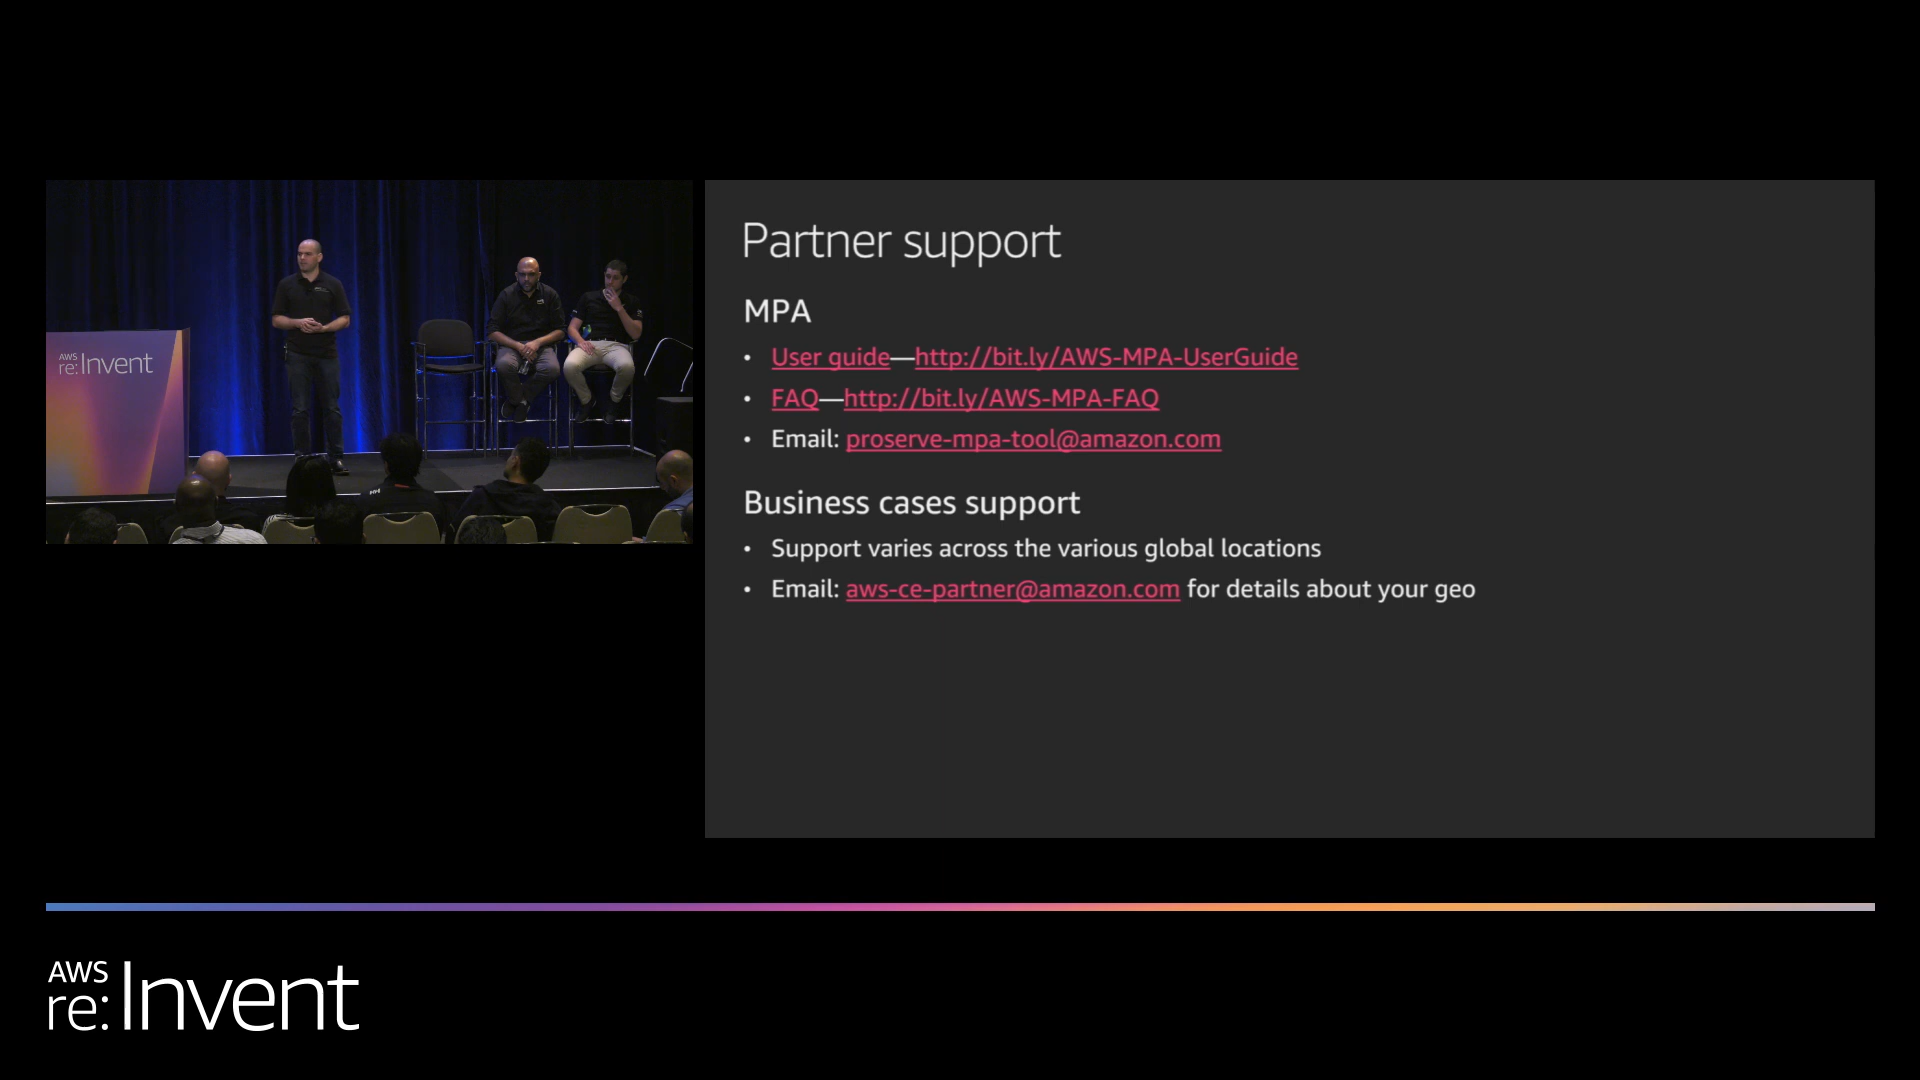 AWS
re:Invent
Partner support
MPA
• User guide—http://bit.ly/AWS-MPA-UserGuide
• FAQ—http://bit.ly/AWS-MPA-FAQ
• Email: proserve-mpa-tool@amazon.com
Business cases support
• Support varies across the various global locations
• Email: aws-ce-partner@amazon.com for details about your geo
AWS
re:Invent